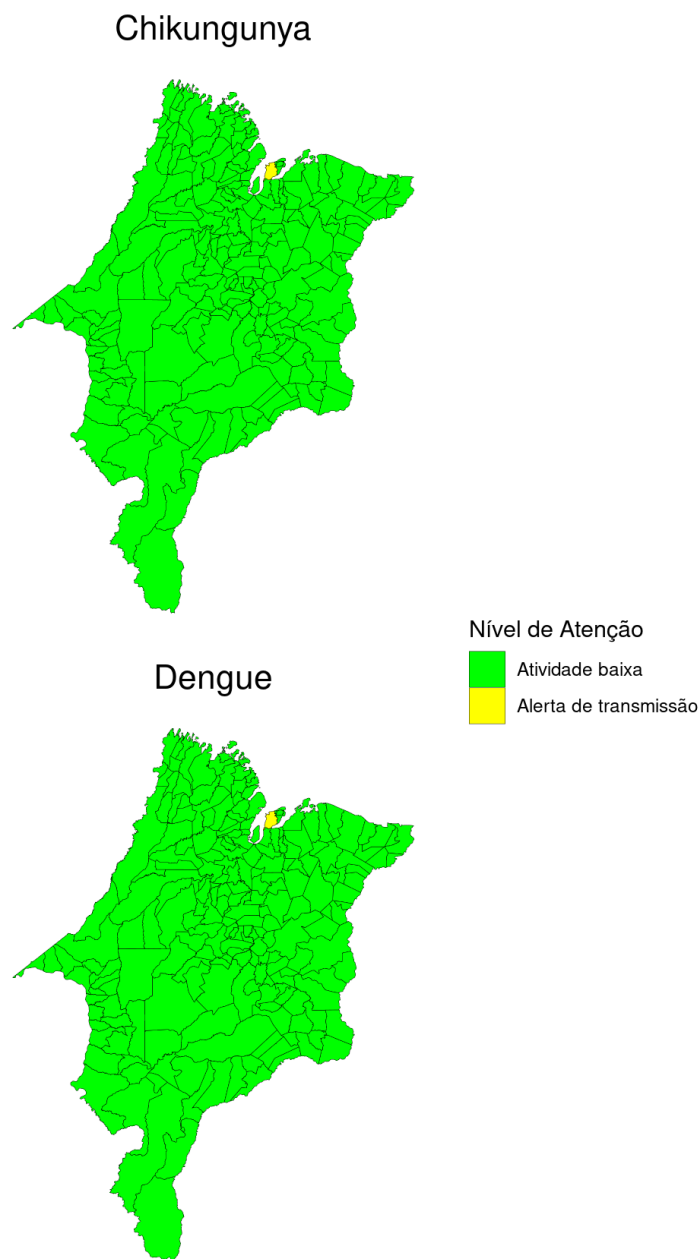 Chikungunya
Nível de Atenção
Atividade baixa
Alerta de transmissão
Dengue